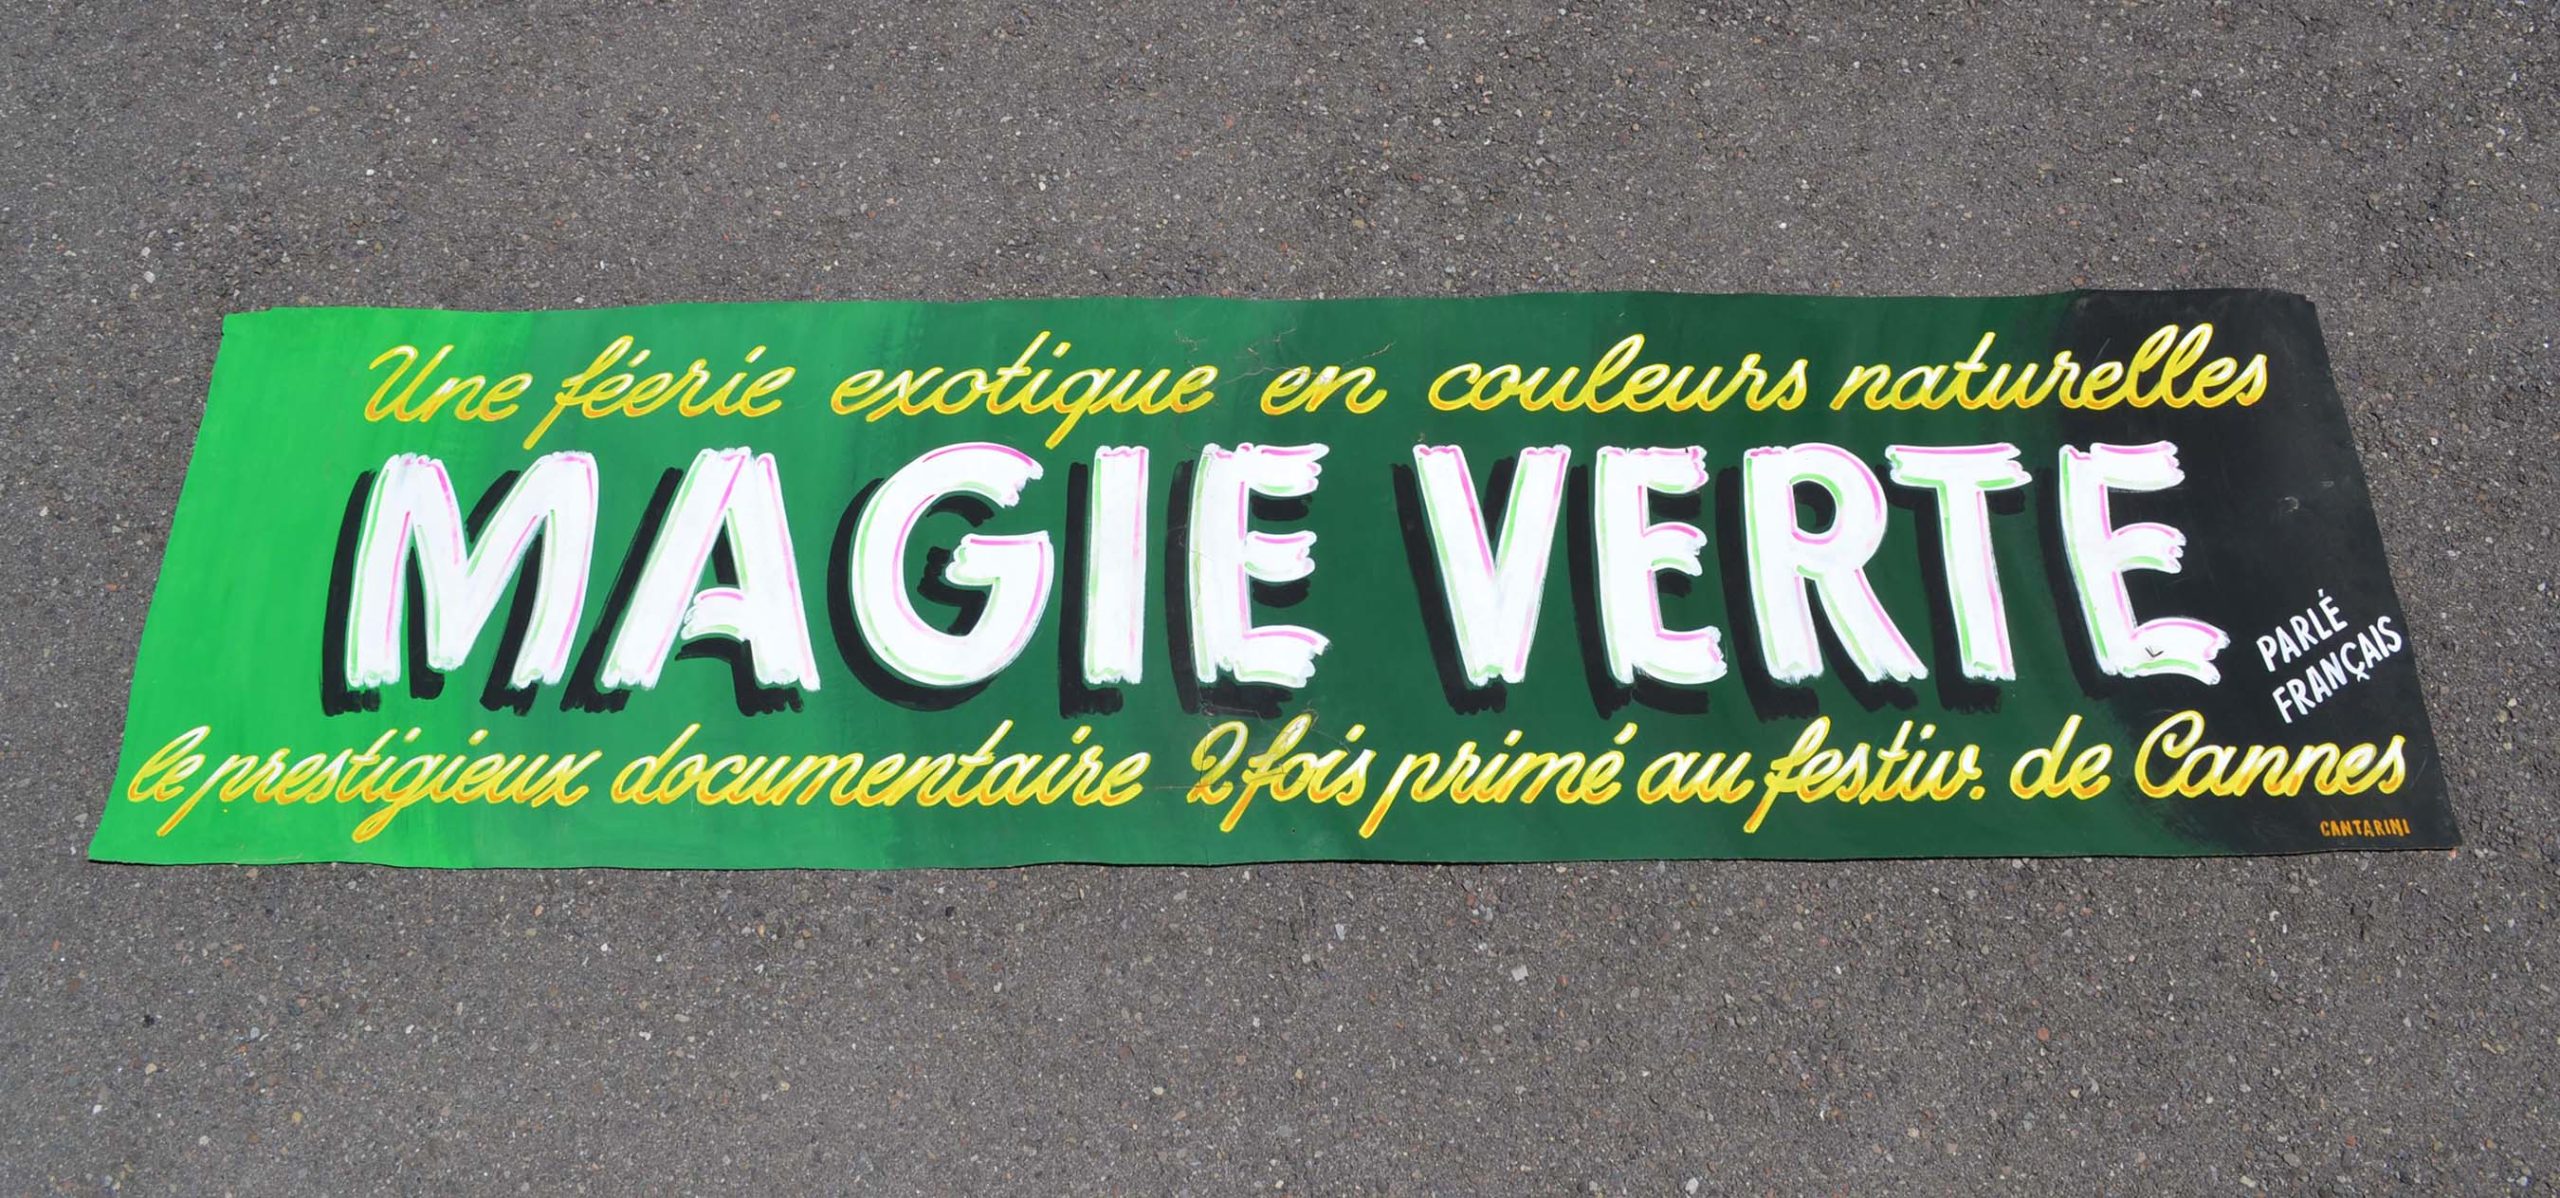 Une féerie exotique en couleurs naturelles
MAGIE VERTE
PARLÉ
FRANÇAIS
le prestigieux documentaire 2 fois primé au festiv. de Cannes
CANTARINI